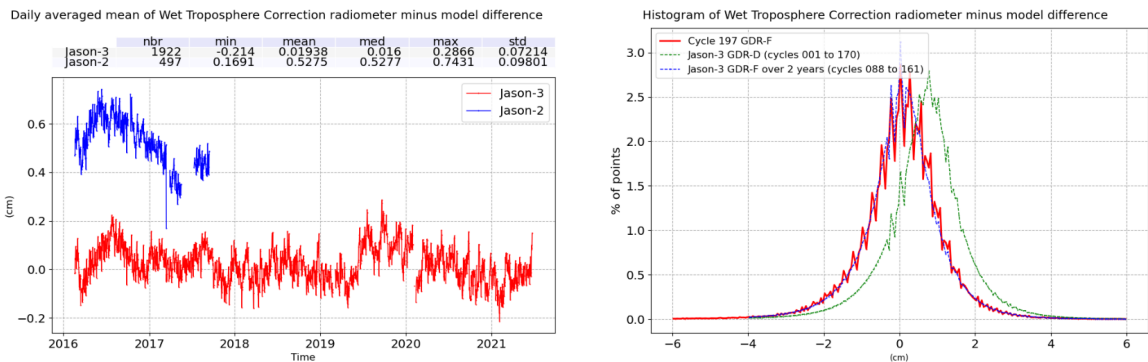 Daily averaged mean of Wet Troposphere Correction radiometer minus model difference
nbr min mean med max std
Jason-3 1922 -0.214 0.01938 0.016 0.2866 0.07214
Jason-2 497 0.1691 0.5275 0.5277 0.7431 0.09801
Jason-3
Jason-2
0.6
0.4
0.2
0.0
−0.2
(cm)
2016 2017 2018 2019 2020 2021
Time
Histogram of Wet Troposphere Correction radiometer minus model difference
Cycle 197 GDR-F
Jason-3 GDR-D (cycles 001 to 170)
Jason-3 GDR-F over 2 years (cycles 088 to 161)
3.0
2.5
2.0
1.5
1.0
0.5
0.0
% of points
−6 −4 −2 0 2 4 6
(cm)